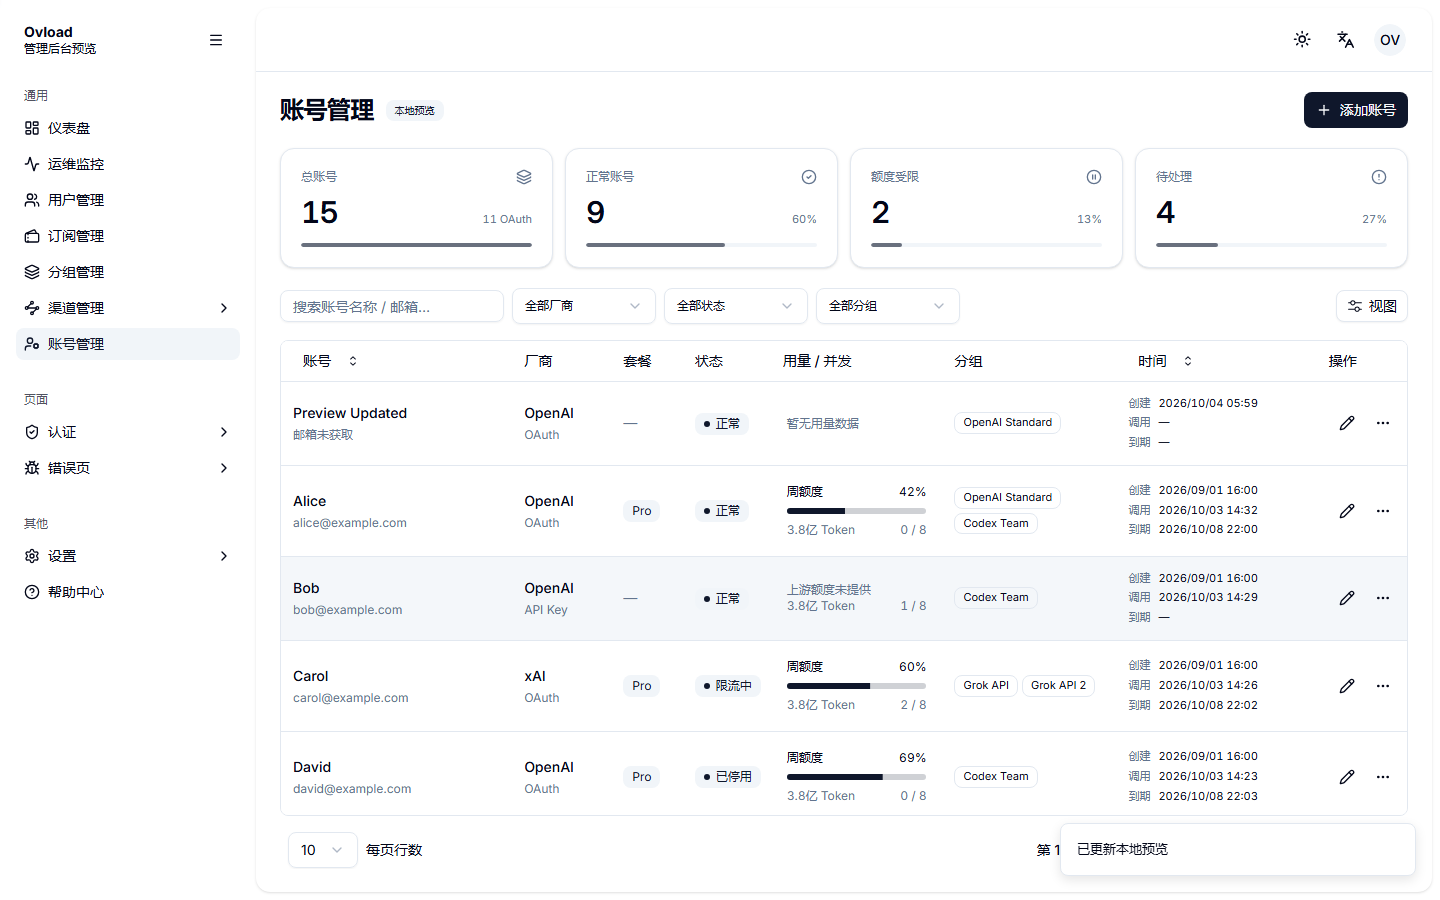 Ovload
管理后台预览
通用
仪表盘
运维监控
用户管理
订阅管理
分组管理
渠道管理
账号管理
页面
认证
错误页
其他
设置
帮助中心
OV
账号管理 本地预览
添加账号
总账号
15 11 OAuth
正常账号
9 60%
额度受限
2 13%
待处理
4 27%
搜索账号名称 / 邮箱... 全部厂商 全部状态 全部分组 视图
账号 厂商 套餐 状态 用量 / 并发 分组 时间 操作
Preview Updated
邮箱未获取
OpenAI
OAuth
—
正常
暂无用量数据
OpenAI Standard
创建 2026/10/04 05:59
调用 —
到期 —
Alice
alice@example.com
OpenAI
OAuth
Pro
正常
周额度 42%
3.8亿 Token 0 / 8
OpenAI Standard
Codex Team
创建 2026/09/01 16:00
调用 2026/10/03 14:32
到期 2026/10/08 22:00
Bob
bob@example.com
OpenAI
API Key
—
正常
上游额度未提供
3.8亿 Token 1 / 8
Codex Team
创建 2026/09/01 16:00
调用 2026/10/03 14:29
到期 —
Carol
carol@example.com
xAI
OAuth
Pro
限流中
周额度 60%
3.8亿 Token 2 / 8
Grok API Grok API 2
创建 2026/09/01 16:00
调用 2026/10/03 14:26
到期 2026/10/08 22:02
David
david@example.com
OpenAI
OAuth
Pro
已停用
周额度 69%
3.8亿 Token 0 / 8
Codex Team
创建 2026/09/01 16:00
调用 2026/10/03 14:23
到期 2026/10/08 22:03
10 每页行数
第 1
已更新本地预览